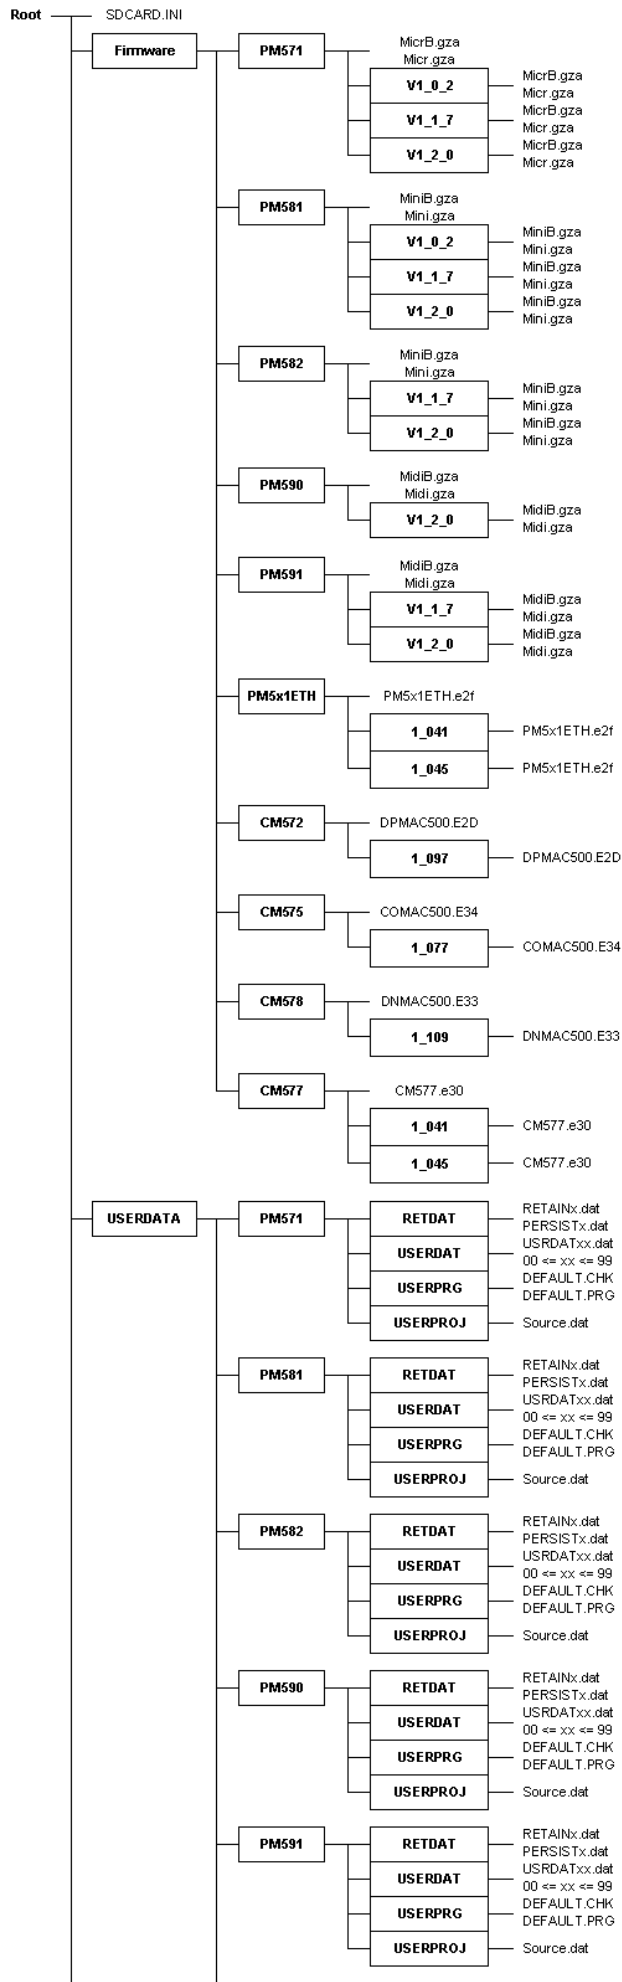 Root
SDCARD.INI
Firmware
PM571
MicrB.gza
Micr.gza
V1_0_2
MicrB.gza
Micr.gza
V1_1_7
MicrB.gza
Micr.gza
V1_2_0
MicrB.gza
Micr.gza
PM581
MiniB.gza
Mini.gza
V1_0_2
MiniB.gza
Mini.gza
V1_1_7
MiniB.gza
Mini.gza
V1_2_0
MiniB.gza
Mini.gza
PM582
MiniB.gza
Mini.gza
V1_1_7
MiniB.gza
Mini.gza
V1_2_0
MiniB.gza
Mini.gza
PM590
MidiB.gza
Midi.gza
V1_2_0
MidiB.gza
Midi.gza
PM591
MidiB.gza
Midi.gza
V1_1_7
MidiB.gza
Midi.gza
V1_2_0
MidiB.gza
Midi.gza
PM5x1ETH
PM5x1ETH.e2f
1_041
PM5x1ETH.e2f
1_045
PM5x1ETH.e2f
CM572
DPMAC500.E2D
1_097
DPMAC500.E2D
CM575
COMAC500.E34
1_077
COMAC500.E34
CM578
DNMAC500.E33
1_109
DNMAC500.E33
CM577
CM577.e30
1_041
CM577.e30
1_045
CM577.e30
USERDATA
PM571
RETDAT
RETAINx.dat
PERSISTx.dat
USERDAT
USRDATxx.dat
00 <= xx <= 99
USERPRG
DEFAULT.CHK
DEFAULT.PRG
USERPROJ
Source.dat
PM581
RETDAT
RETAINx.dat
PERSISTx.dat
USERDAT
USRDATxx.dat
00 <= xx <= 99
USERPRG
DEFAULT.CHK
DEFAULT.PRG
USERPROJ
Source.dat
PM582
RETDAT
RETAINx.dat
PERSISTx.dat
USERDAT
USRDATxx.dat
00 <= xx <= 99
USERPRG
DEFAULT.CHK
DEFAULT.PRG
USERPROJ
Source.dat
PM590
RETDAT
RETAINx.dat
PERSISTx.dat
USERDAT
USRDATxx.dat
00 <= xx <= 99
USERPRG
DEFAULT.CHK
DEFAULT.PRG
USERPROJ
Source.dat
PM591
RETDAT
RETAINx.dat
PERSISTx.dat
USERDAT
USRDATxx.dat
00 <= xx <= 99
USERPRG
DEFAULT.CHK
DEFAULT.PRG
USERPROJ
Source.dat